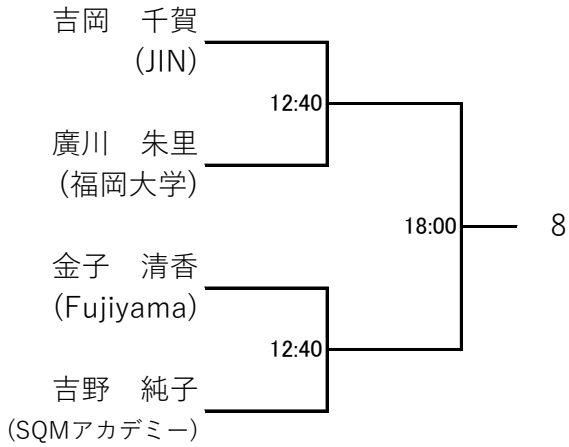 吉岡　千賀
(JIN)
12:40
廣川　朱里
(福岡大学)
18:00
8
金子　清香
(Fujiyama)
12:40
吉野　純子
(SQMアカデミー)